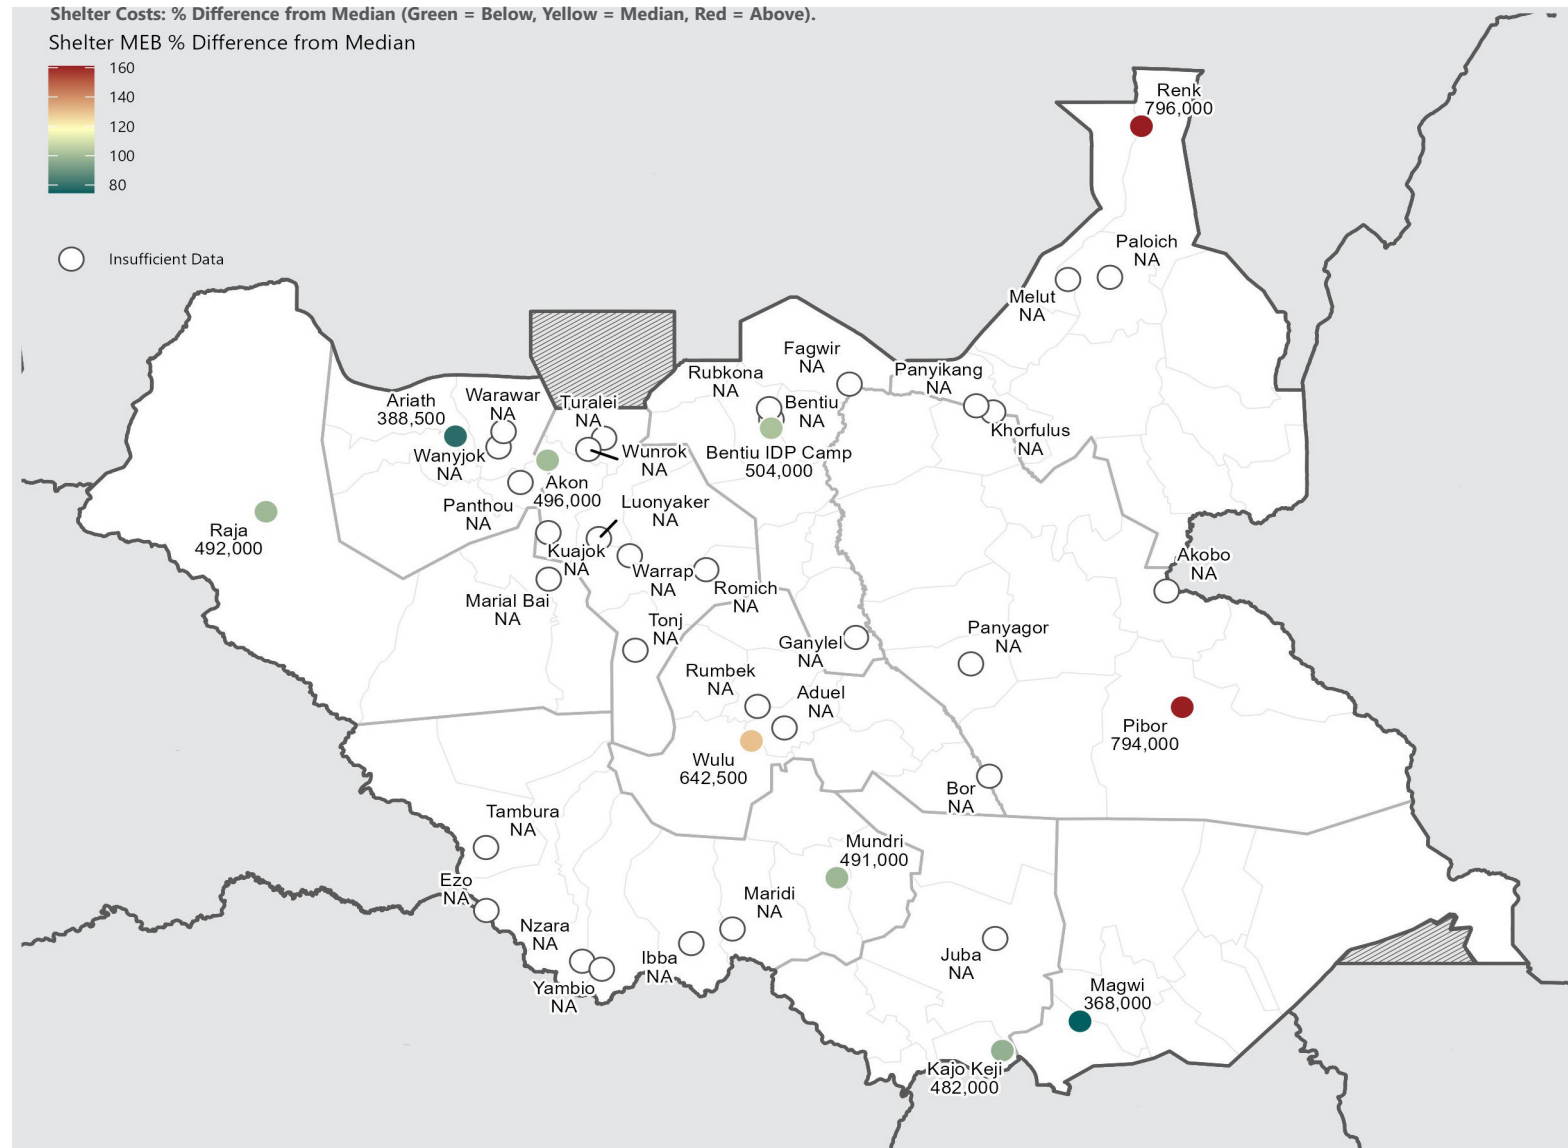 Shelter Costs: % Difference from Median (Green = Below, Yellow = Median, Red = Above).
Shelter MEB % Difference from Median
160
140
120
100
80
Insufficient Data
Renk
796,000
Paloich
NA
Melut
NA
Fagwir
NA
Rubkona
NA
Panyikang
NA
Ariath
388,500
Warawar
NA
Turalei
NA
Bentiu
NA
Khorfulus
NA
Wanyjok
NA
Wunrok
NA
Bentiu IDP Camp
504,000
Akon
496,000
Panthou
NA
Luonyaker
NA
Raja
492,000
Kuajok
NA
Akobo
NA
Warrap
NA
Romich
NA
Marial Bai
NA
Tonj
NA
Ganylel
NA
Panyagor
NA
Rumbek
NA
Aduel
NA
Pibor
794,000
Wulu
642,500
Bor
NA
Tambura
NA
Mundri
491,000
Ezo
NA
Maridi
NA
Nzara
NA
Ibba
NA
Juba
NA
Yambio
NA
Magwi
368,000
Kajo Keji
482,000